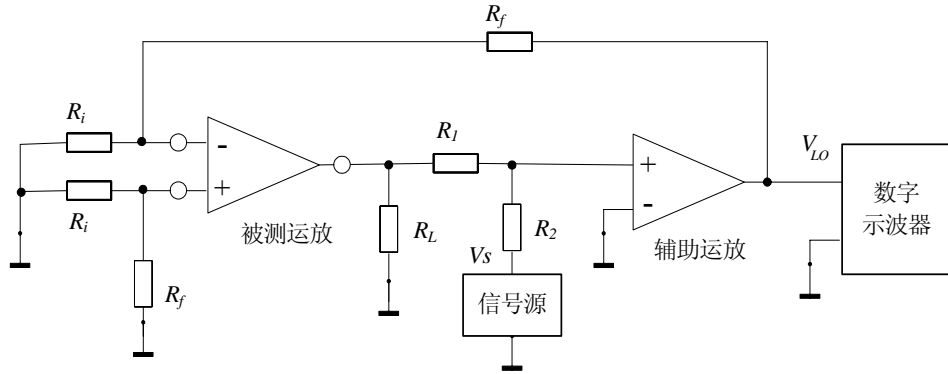 R_f
R_i
-
R_1
+
V_LO
R_i
+
-
数字
示波器
被测运放
R_L
R_2
辅助运放
Vs
R_f
信号源